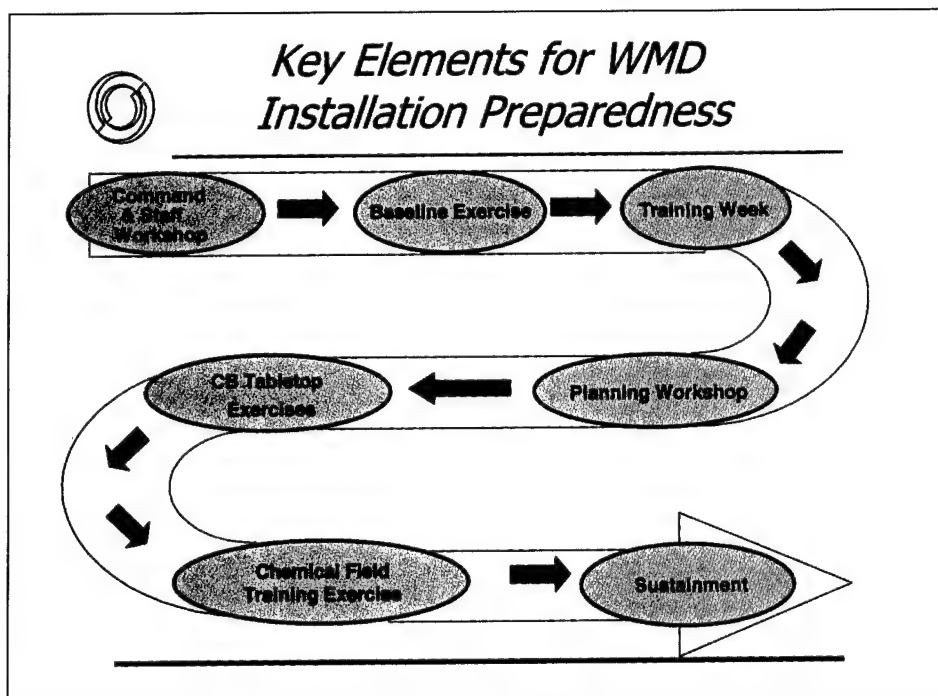 Key Elements for WMD
Installation Preparedness
Command
& Staff
Workshop
Baseline Exercise
Training Week
Planning Workshop
CB Tabletop
Exercises
Chemical Field
Training Exercise
Sustainment